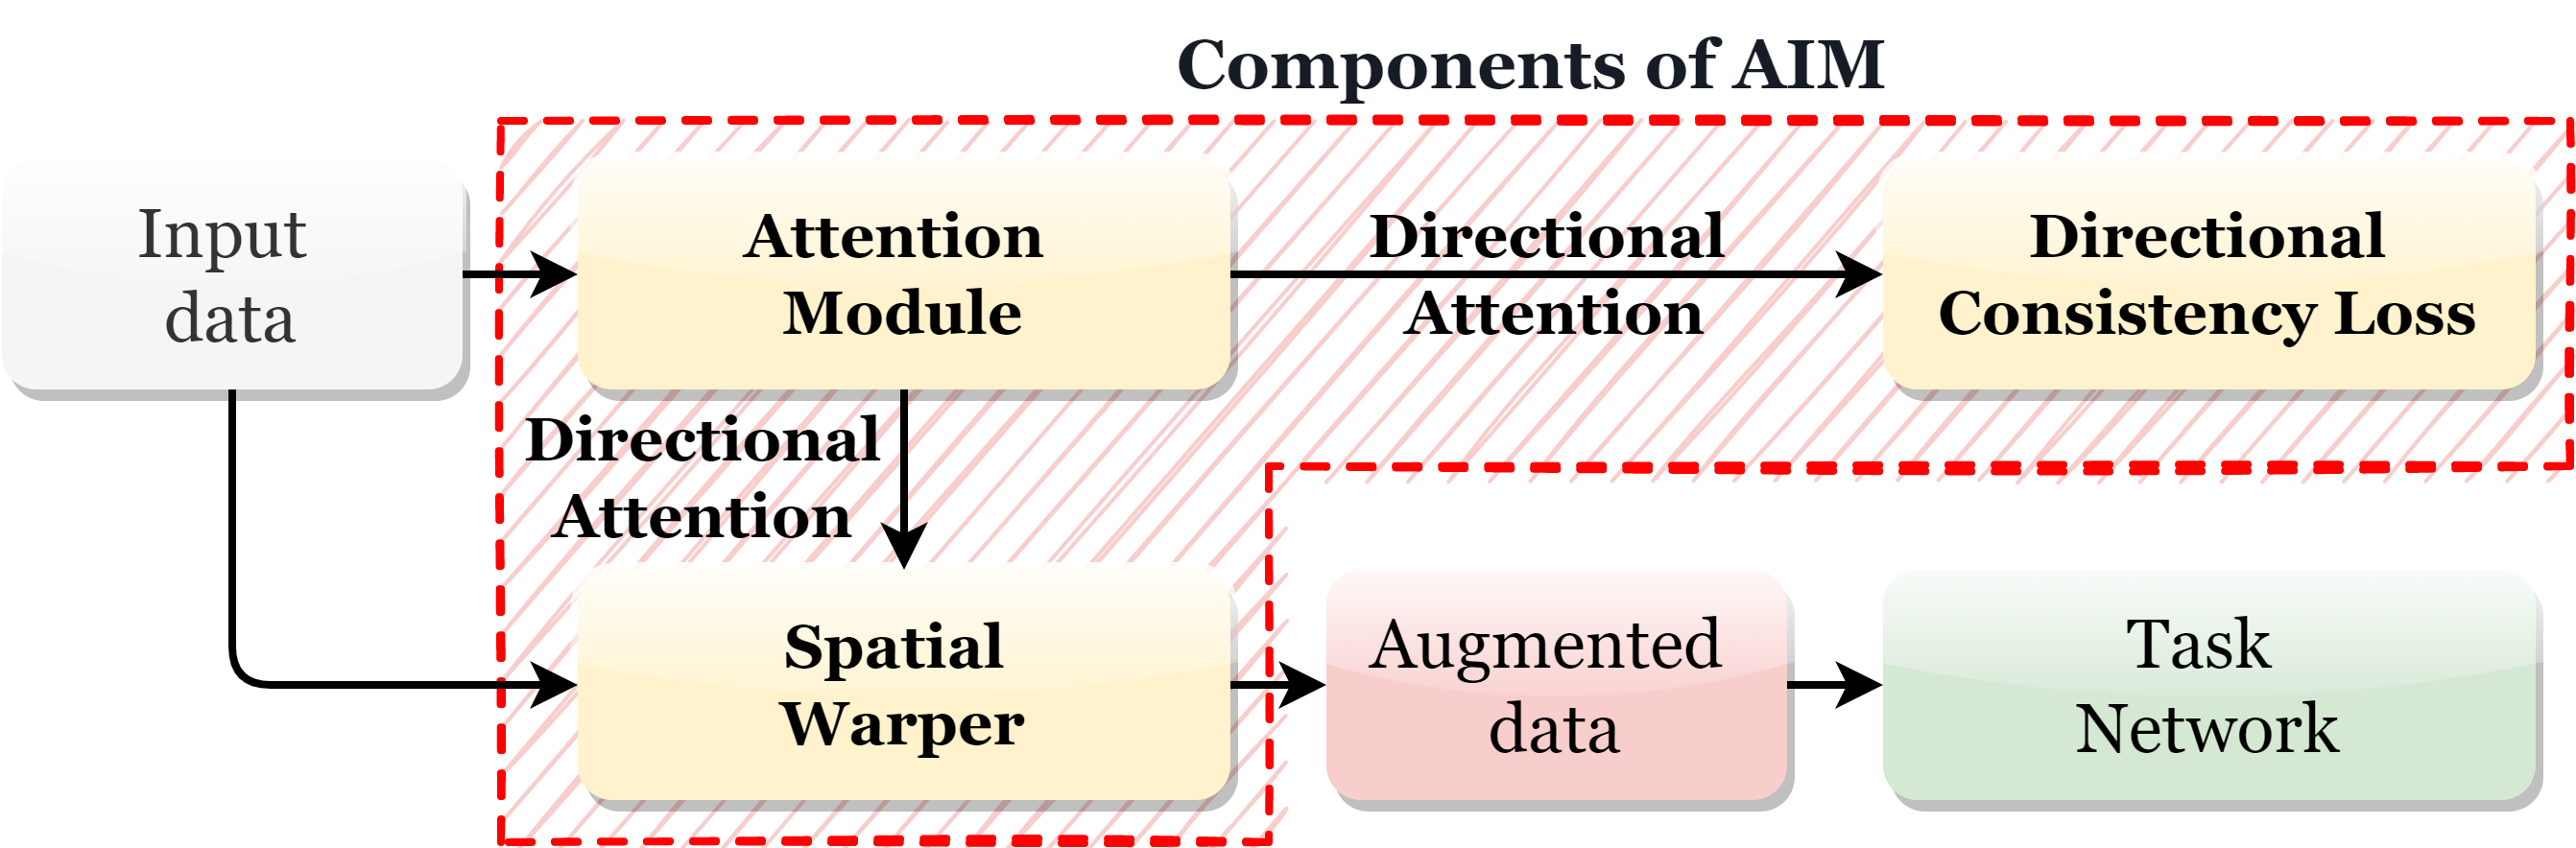 Components of AIM
Input
data
Attention
Module
Directional
Attention
Directional
Consistency Loss
Directional
Attention
Spatial
Warper
Augmented
data
Task
Network